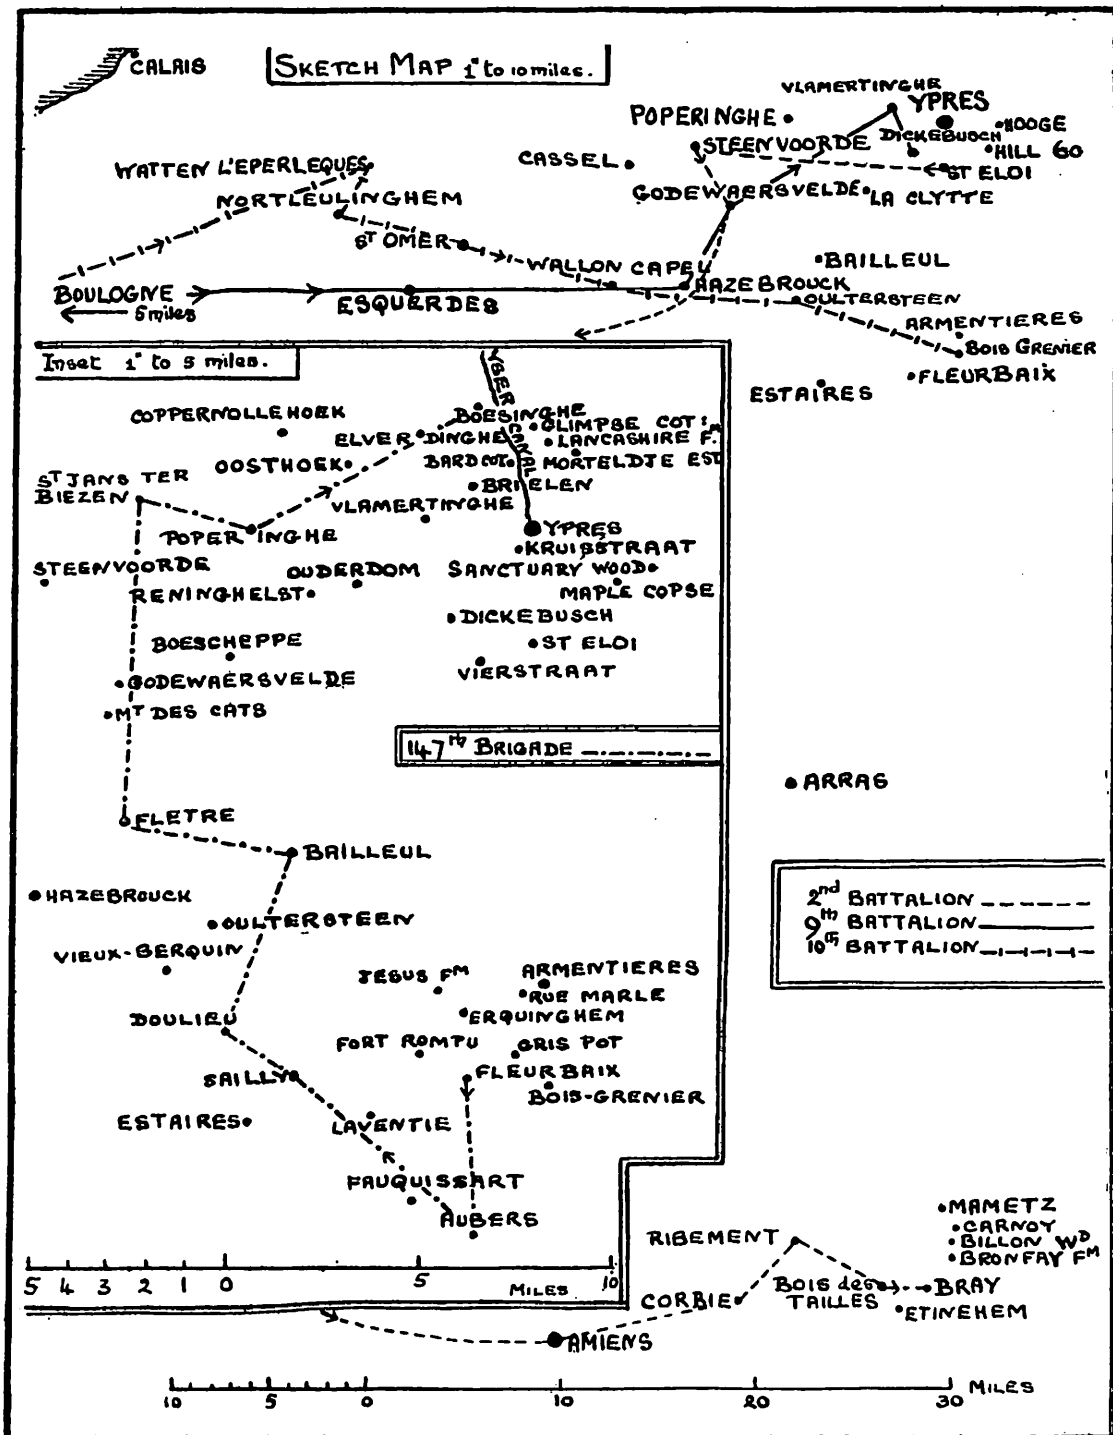 CALAIS
SKETCH MAP 1" to 10 miles.
VLAMERTINGHE
YPRES
POPERINGHE
HOOGE
DICKEBUSCH
STEENVOORDE
HILL 60
CASSEL
ST ELOI
WATTEN L'EPERLEQUES
GODEWAERSVELDE
LA CLYTTE
NORTLEULINGHEM
ST OMER
WALLON CAPEL
BAILLEUL
HAZEBROUCK
BOULOGNE
5 miles
ESQUERDES
OULTERSTEEN
ARMENTIERES
BOIS GRENIER
FLEURBAIX
ESTAIRES
Inset 1" to 5 miles.
YSER CANAL
BOESINGHE
COPPERNOLLEHOEK
GLIMPSE COT:
ELVERDINGHE
LANCASHIRE FM
OOSTHOEK
BARD COT.
MORTELDJE EST
ST JANS TER
BIEZEN
BRIELEN
VLAMERTINGHE
POPERINGHE
YPRES
KRUISSTRAAT
STEENVOORDE
OUDERDOM
SANCTUARY WOOD
RENINGHELST
MAPLE COPSE
DICKEBUSCH
BOESCHEPPE
ST ELOI
VIERSTRAAT
GODEWAERSVELDE
MT DES CATS
147th BRIGADE
ARRAS
FLETRE
BAILLEUL
HAZEBROUCK
OULTERSTEEN
2nd BATTALION
9th BATTALION
10th BATTALION
VIEUX-BERQUIN
JESUS FM
ARMENTIERES
RUE MARLE
ERQUINGHEM
DOULIEU
FORT ROMPU
GRIS POT
SAILLY
FLEURBAIX
BOIS-GRENIER
ESTAIRES
LAVENTIE
FAUQUISSART
AUBERS
MAMETZ
CARNOY
RIBEMENT
BILLON WD
BRONFAY FM
5 4 3 2 1 0 5 10
MILES
BOIS des
TAILLES
BRAY
CORBIE
ETINEHEM
AMIENS
10 5 0 10 20 30 MILES